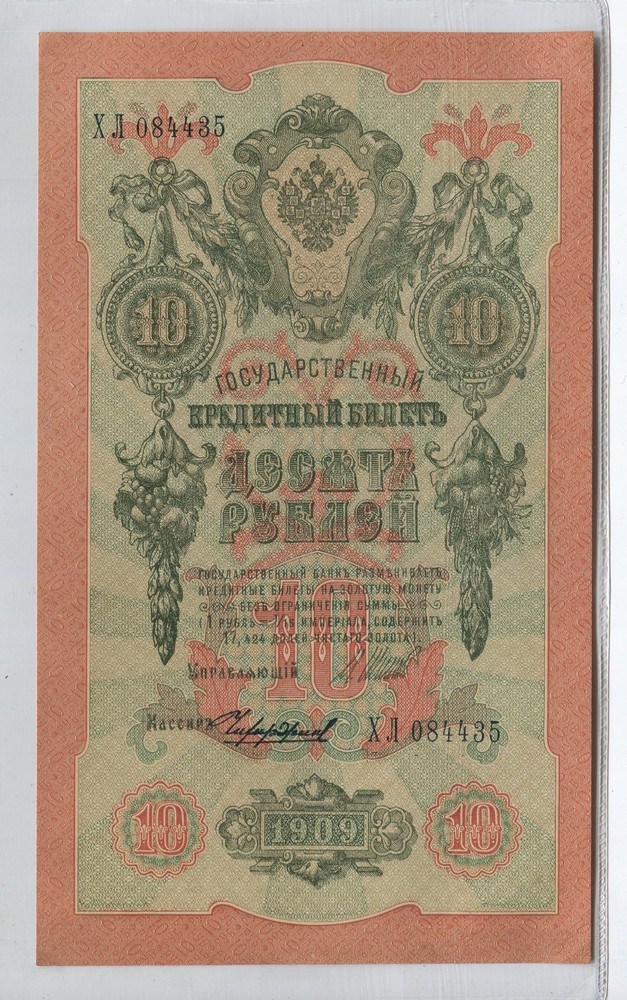 ХЛ 084435
10 10
ГОСУДАРСТВЕННЫЙ
КРЕДИТНЫЙ БИЛЕТЪ
ДЕСЯТЬ
РУБЛЕЙ
ГОСУДАРСТВЕННЫЙ БАНКЪ РАЗМѢНИВАЕТЪ
КРЕДИТНЫЕ БИЛЕТЫ НА ЗОЛОТУЮ МОНЕТУ
БЕЗЪ ОГРАНИЧЕНІЯ СУММЫ
(1 РУБЛЬ = 1/15 ИМПЕРІАЛА, СОДЕРЖИТЪ
17,424 ДОЛЕЙ ЧИСТАГО ЗОЛОТА).
10
УПРАВЛЯЮЩІЙ
Кассиръ
ХЛ 084435
10 1909 10